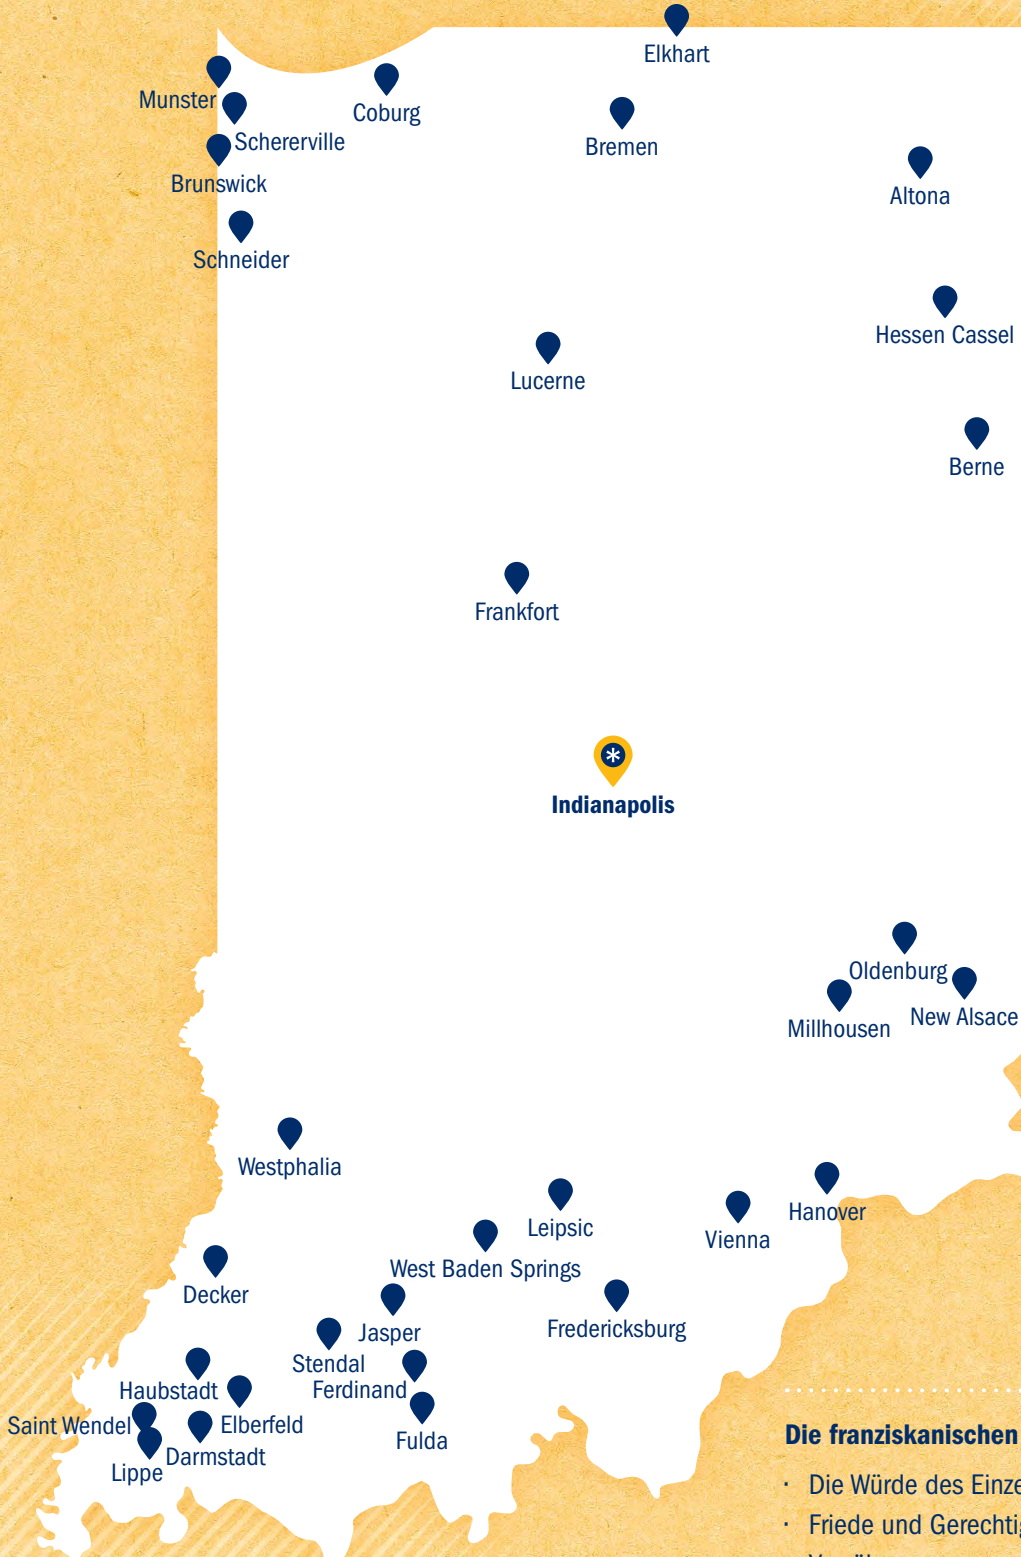 Elkhart
Munster
Coburg
Schererville
Bremen
Brunswick
Altona
Schneider
Hessen Cassel
Lucerne
Berne
Frankfort
*
Indianapolis
Oldenburg
New Alsace
Millhousen
Westphalia
Hanover
Leipsic
Vienna
West Baden Springs
Decker
Jasper
Fredericksburg
Stendal
Ferdinand
Haubstadt
Saint Wendel
Elberfeld
Fulda
Darmstadt
Lippe
Die franziskanischen
· Die Würde des Einze
· Friede und Gerechtig